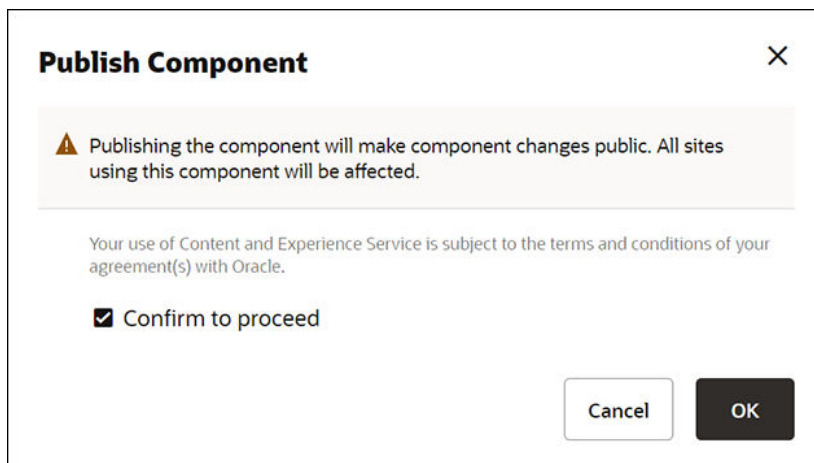 Publish Component
Publishing the component will make component changes public. All sites
using this component will be affected.
Your use of Content and Experience Service is subject to the terms and conditions of your
agreement(s) with Oracle.
Confirm to proceed
Cancel
OK